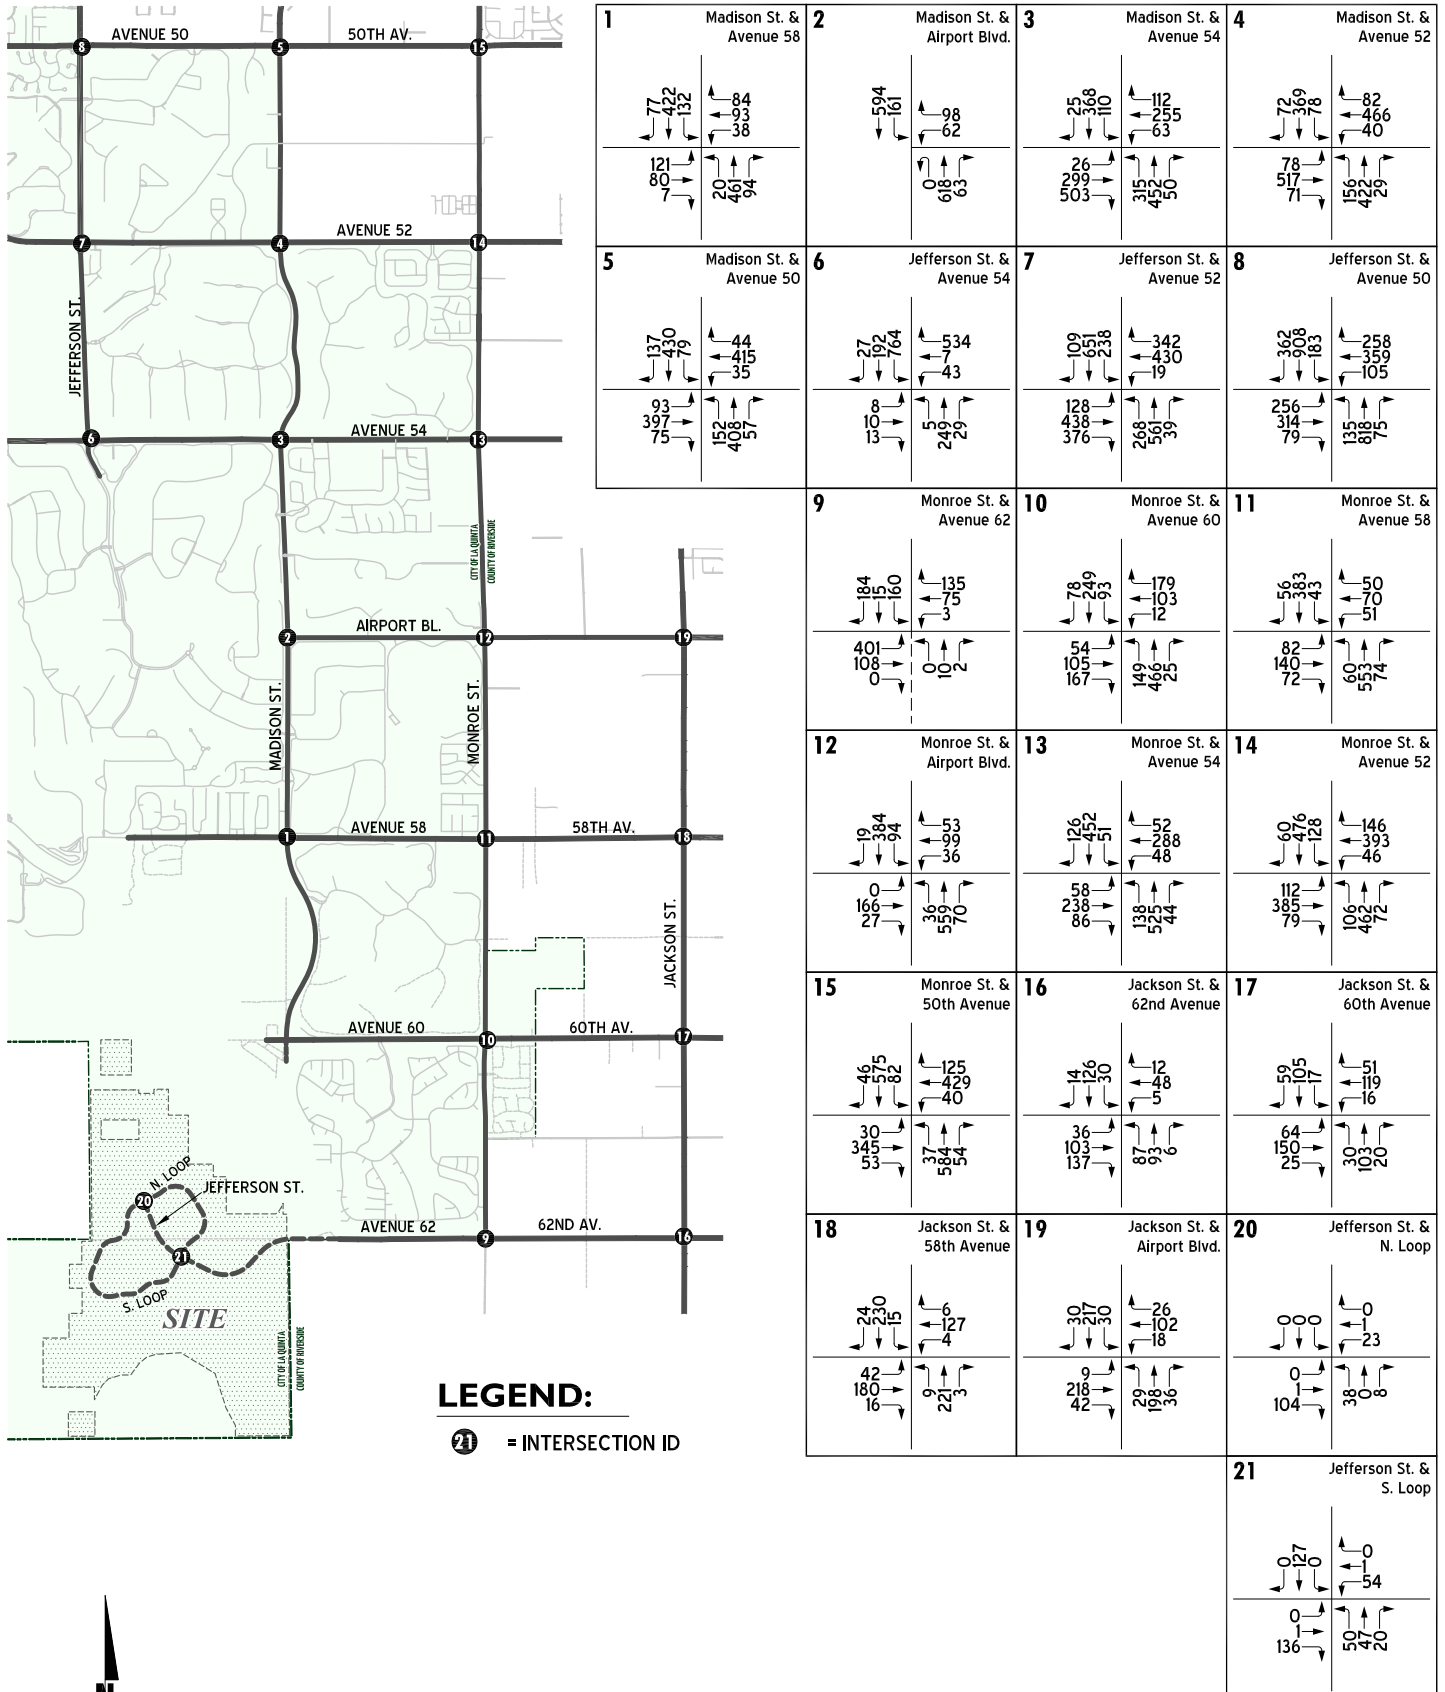 AVENUE 50
50TH AV.
8
5
15
AVENUE 52
7
4
14
JEFFERSON ST.
AVENUE 54
6
3
13
CITY OF LA QUINTA
COUNTY OF RIVERSIDE
AIRPORT BL.
2
12
19
MADISON ST.
MONROE ST.
AVENUE 58
58TH AV.
1
11
18
JACKSON ST.
AVENUE 60
60TH AV.
10
17
N. LOOP
JEFFERSON ST.
20
AVENUE 62
62ND AV.
9
16
21
S. LOOP
SITE
CITY OF LA QUINTA
COUNTY OF RIVERSIDE
LEGEND:
21 = INTERSECTION ID
N
1 Madison St. &
Avenue 58
77 422 132
84
93
38
121
80
7
20 461 94
2 Madison St. &
Airport Blvd.
594 161
98
62
0 618 63
3 Madison St. &
Avenue 54
25 368 110
112
255
63
26
299
503
315 452 50
4 Madison St. &
Avenue 52
72 369 78
82
466
40
78
517
71
156 422 29
5 Madison St. &
Avenue 50
137 430 79
44
415
35
93
397
75
152 408 57
6 Jefferson St. &
Avenue 54
27 192 764
534
7
43
8
10
13
5 249 29
7 Jefferson St. &
Avenue 52
109 651 238
342
430
19
128
438
376
268 561 39
8 Jefferson St. &
Avenue 50
362 908 183
258
359
105
256
314
79
135 818 75
9 Monroe St. &
Avenue 62
184 15 160
135
75
3
401
108
0
0 10 2
10 Monroe St. &
Avenue 60
78 249 93
179
103
12
54
105
167
149 466 25
11 Monroe St. &
Avenue 58
56 383 43
50
70
51
82
140
72
60 553 74
12 Monroe St. &
Airport Blvd.
19 384 94
53
99
36
0
166
27
36 559 70
13 Monroe St. &
Avenue 54
126 452 51
52
288
48
58
238
86
138 525 44
14 Monroe St. &
Avenue 52
60 476 128
146
393
46
112
385
79
106 462 72
15 Monroe St. &
50th Avenue
46 575 82
125
429
40
30
345
53
37 584 54
16 Jackson St. &
62nd Avenue
14 126 30
12
48
5
36
103
137
87 93 6
17 Jackson St. &
60th Avenue
59 105 17
51
119
16
64
150
25
30 103 20
18 Jackson St. &
58th Avenue
24 230 15
6
127
4
42
180
16
9 221 3
19 Jackson St. &
Airport Blvd.
30 217 30
26
102
18
9
218
42
29 198 36
20 Jefferson St. &
N. Loop
0 0 0
0
1
23
0
1
104
38 0 8
21 Jefferson St. &
S. Loop
0 127 0
0
1
54
0
1
136
50 47 20